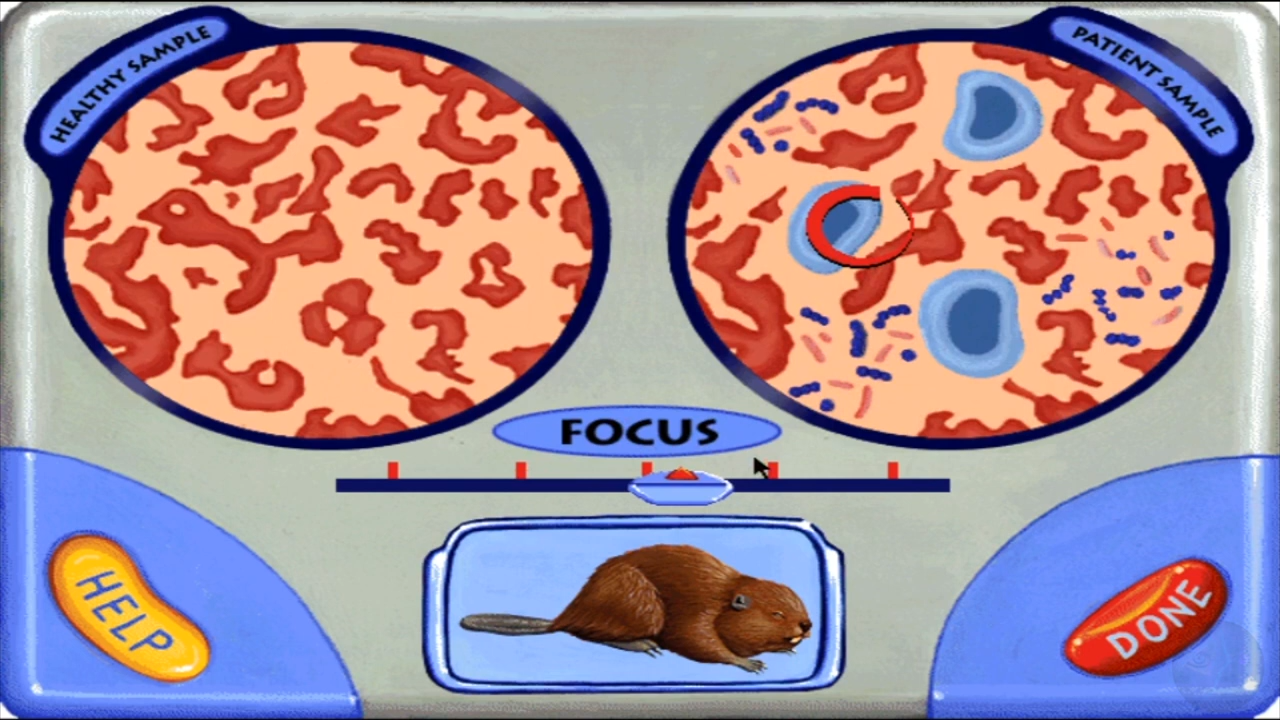 HEALTHY SAMPLE
PATIENT SAMPLE
FOCUS
HELP
DONE